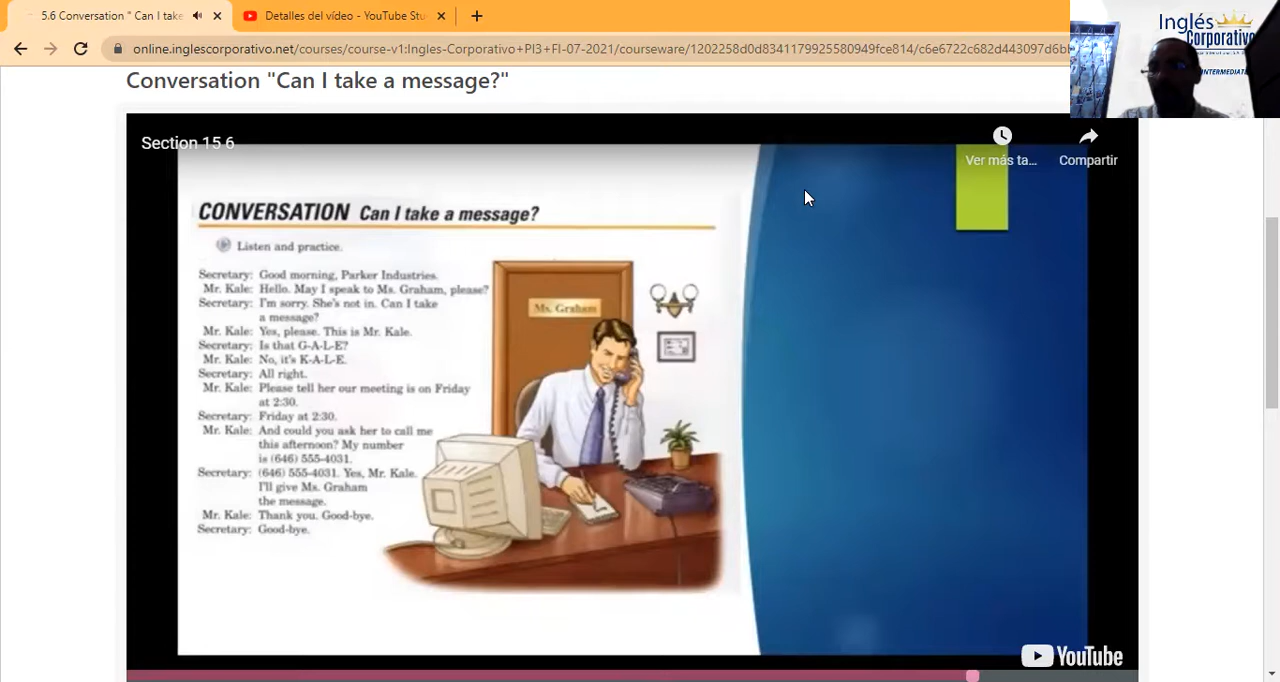 5.6 Conversation " Can I take
Detalles del vídeo - YouTube Stu
online.inglescorporativo.net/courses/course-v1:Ingles-Corporativo+PI3+FI-07-2021/courseware/1202258d0d8341179925580949fce814/c6e6722c682d443097d6b
Inglés
Corporativo
INTERMEDIATE
Conversation "Can I take a message?"
Section 15 6
Ver más ta...
Compartir
CONVERSATION Can I take a message?
Listen and practice.
Secretary: Good morning, Parker Industries.
Mr. Kale: Hello. May I speak to Ms. Graham, please?
Secretary: I'm sorry. She's not in. Can I take
a message?
Mr. Kale: Yes, please. This is Mr. Kale.
Secretary: Is that G-A-L-E?
Mr. Kale: No, it's K-A-L-E.
Secretary: All right.
Mr. Kale: Please tell her our meeting is on Friday
at 2:30.
Secretary: Friday at 2:30.
Mr. Kale: And could you ask her to call me
this afternoon? My number
is (646) 555-4031.
Secretary: (646) 555-4031. Yes, Mr. Kale.
I'll give Ms. Graham
the message.
Mr. Kale: Thank you. Good-bye.
Secretary: Good-bye.
Ms. Graham
YouTube